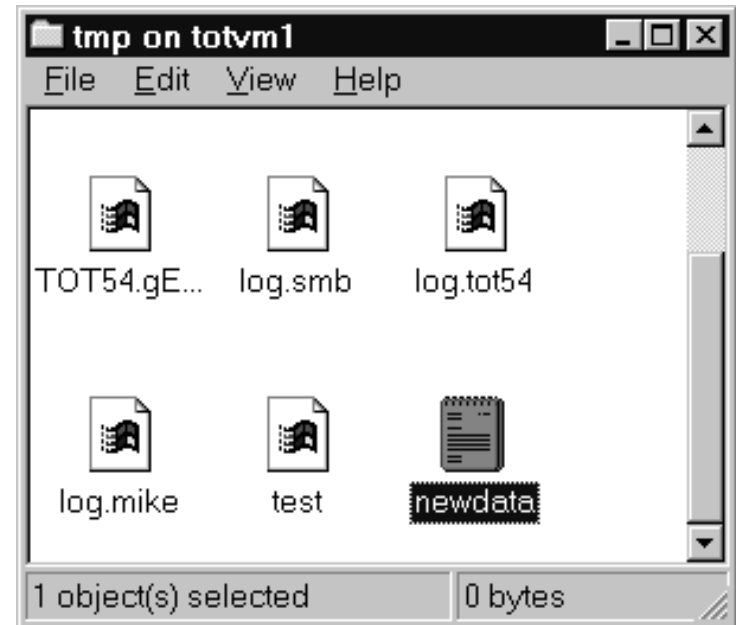 tmp on totvm1
File Edit View Help
TOT54.gE... log.smb log.tot54
log.mike test newdata
1 object(s) selected 0 bytes